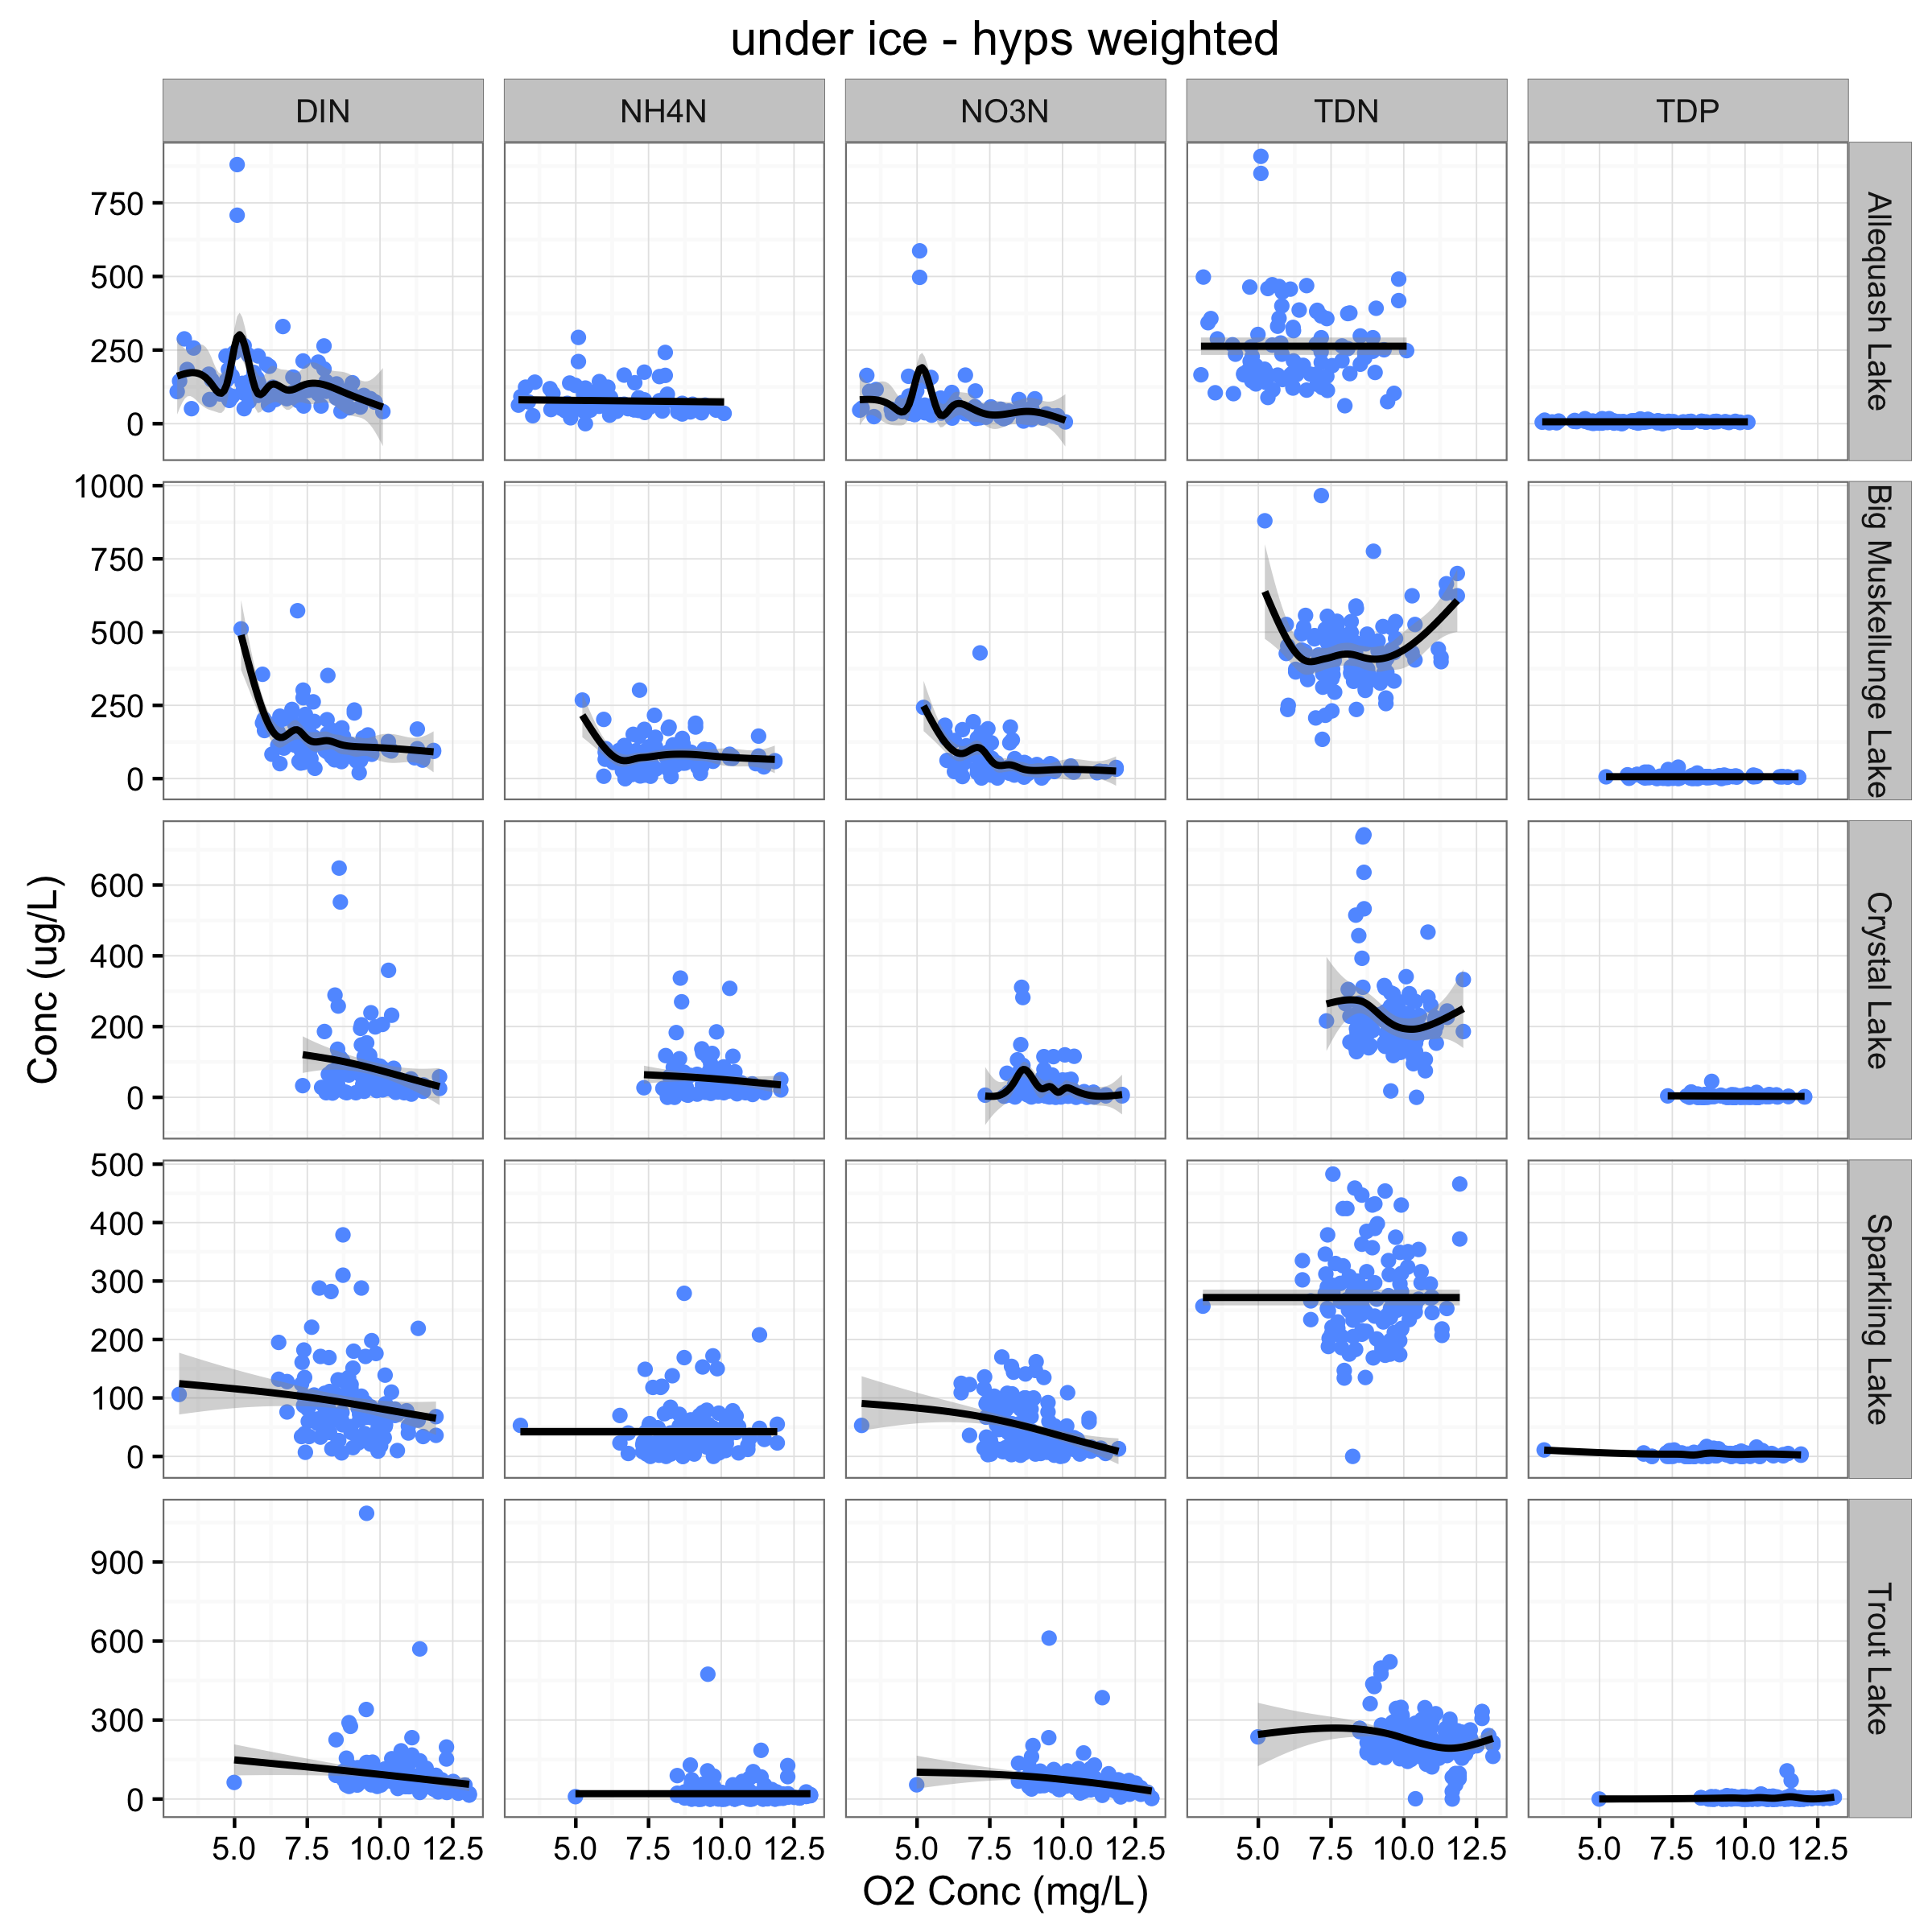 under ice - hyps weighted
DIN NH4N NO3N TDN TDP
750
500
250
0
Allequash Lake
1000
750
500
250
0
Big Muskellunge Lake
600
400
200
0
Crystal Lake
500
400
300
200
100
0
Sparkling Lake
900
600
300
0
Trout Lake
Conc (ug/L)
5.0 7.5 10.0 12.5 5.0 7.5 10.0 12.5 5.0 7.5 10.0 12.5 5.0 7.5 10.0 12.5 5.0 7.5 10.0 12.5
O2 Conc (mg/L)